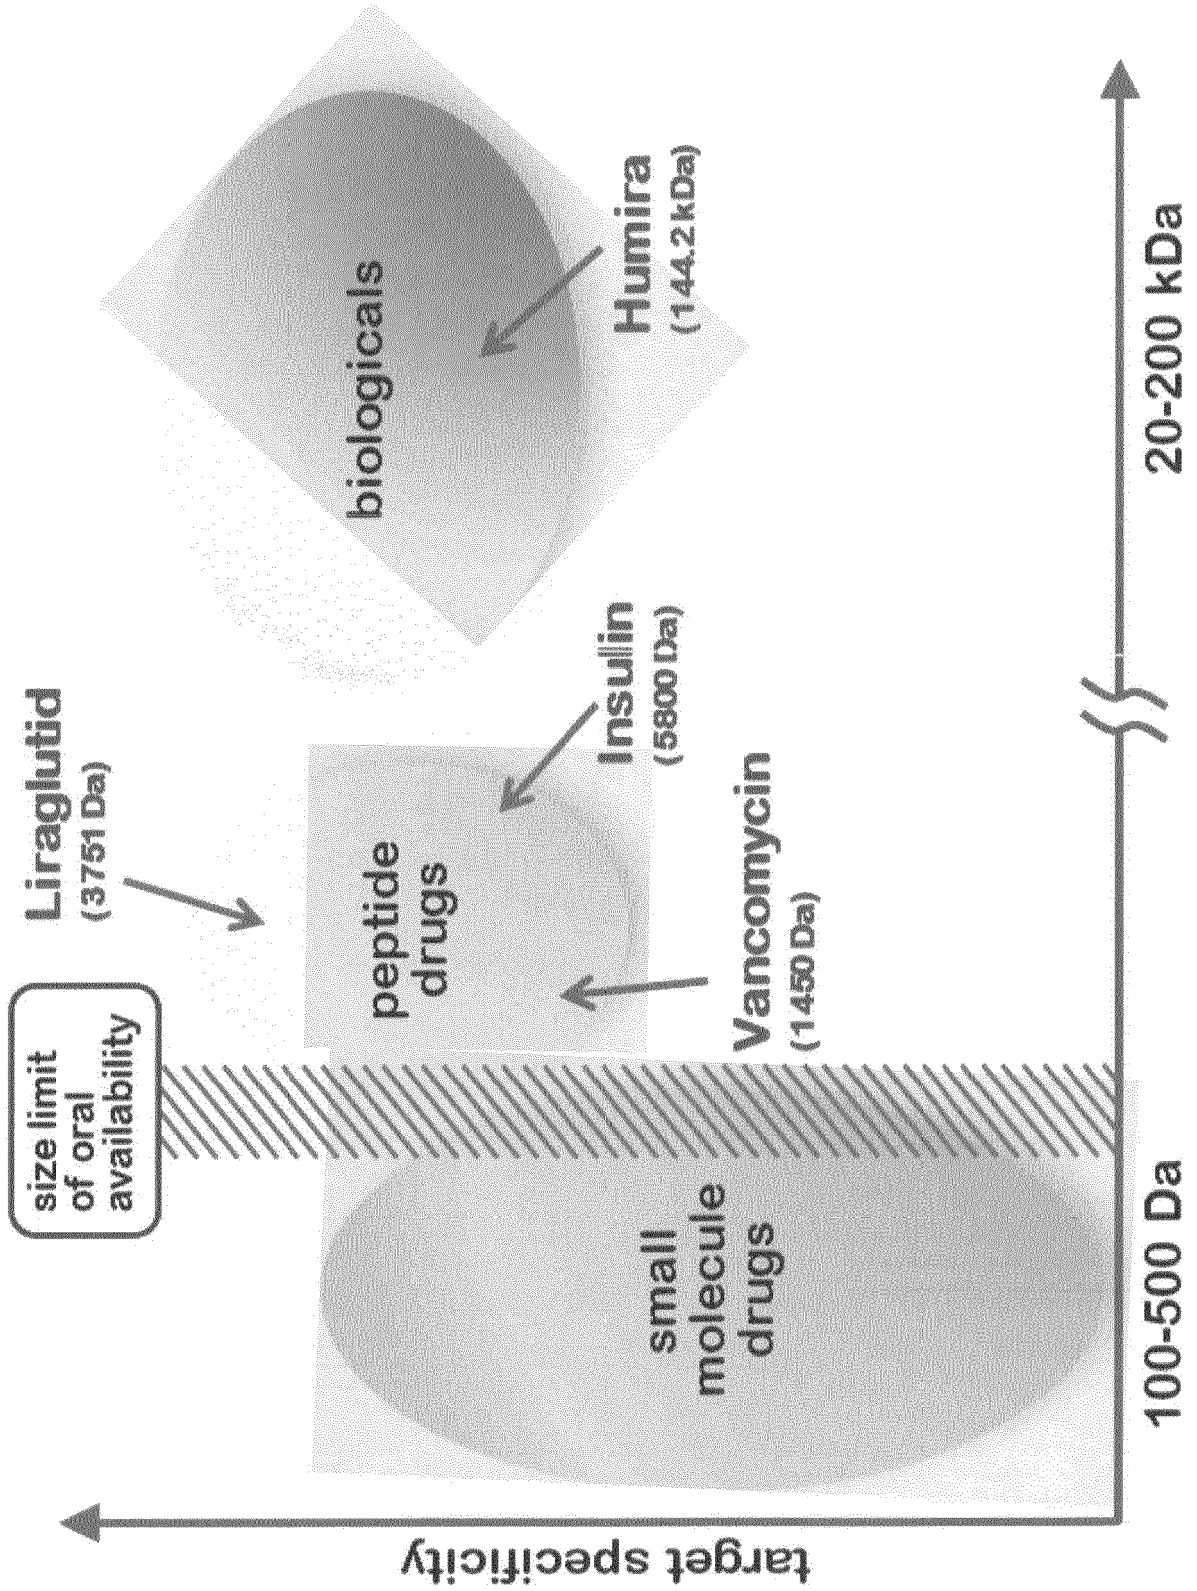 size limit
of oral
availability
Liraglutid
(3751 Da)
peptide
drugs
biologicals
Insulin
(5800 Da)
Humira
(144.2 kDa)
Vancomycin
(1450 Da)
small
molecule
drugs
target specificity
100-500 Da
20-200 kDa